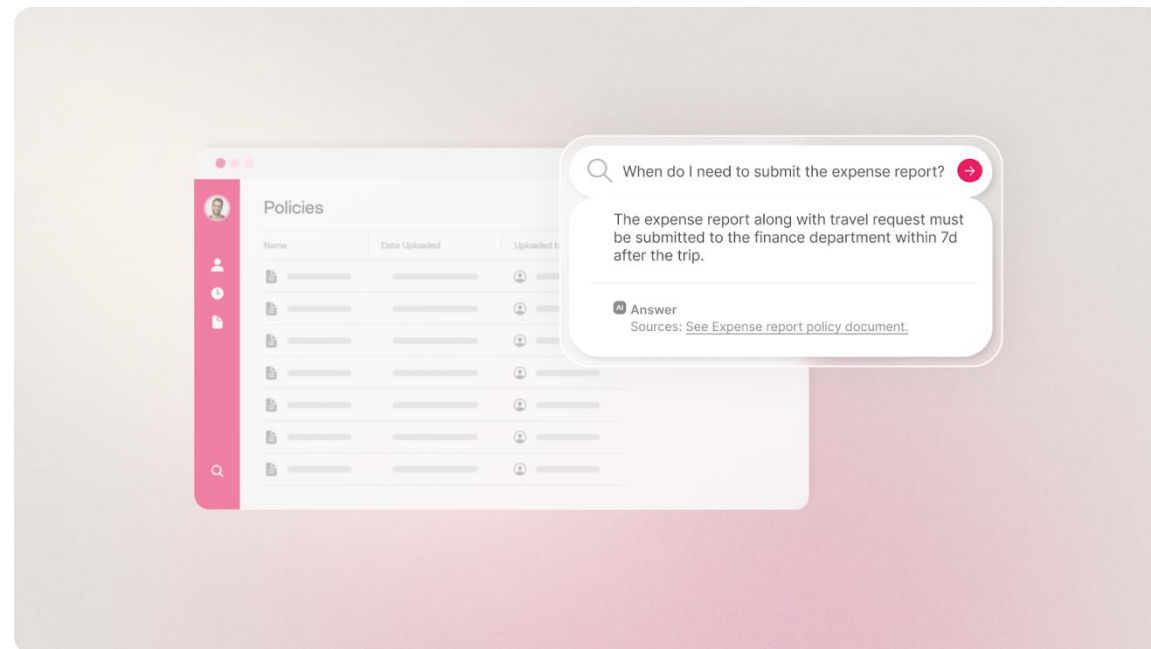 Policies
Name
Date Uploaded
Uploaded
When do I need to submit the expense report?
The expense report along with travel request must
be submitted to the finance department within 7d
after the trip.
AI Answer
Sources: See Expense report policy document.